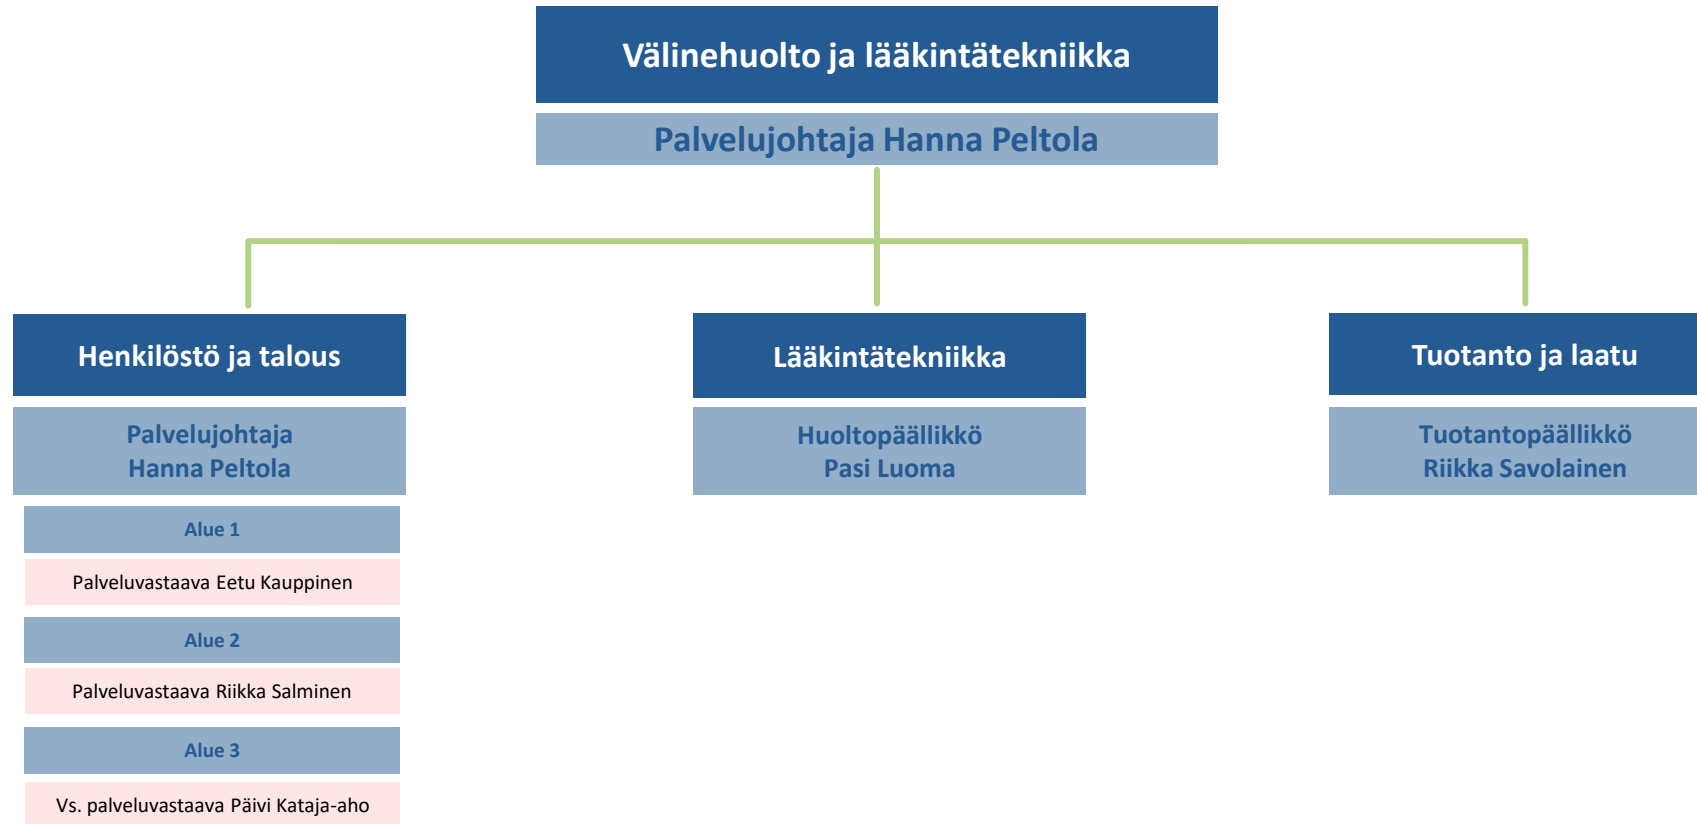 Välinehuolto ja lääkintätekniikka
Palvelujohtaja Hanna Peltola
Henkilöstö ja talous
Palvelujohtaja
Hanna Peltola
Alue 1
Palveluvastaava Eetu Kauppinen
Alue 2
Palveluvastaava Riikka Salminen
Alue 3
Vs. palveluvastaava Päivi Kataja-aho
Lääkintätekniikka
Huoltopäällikkö
Pasi Luoma
Tuotanto ja laatu
Tuotantopäällikkö
Riikka Savolainen